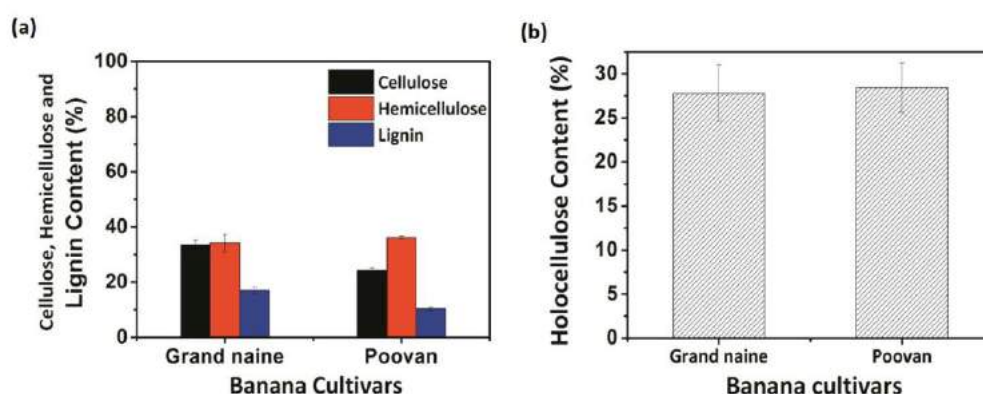 (a)
Cellulose, Hemicellulose and
Lignin Content (%)
100
80
60
40
20
0
Cellulose
Hemicellulose
Lignin
Grand naine
Poovan
Banana Cultivars
(b)
Holocellulose Content (%)
30
25
20
15
10
5
0
Grand naine
Poovan
Banana cultivars